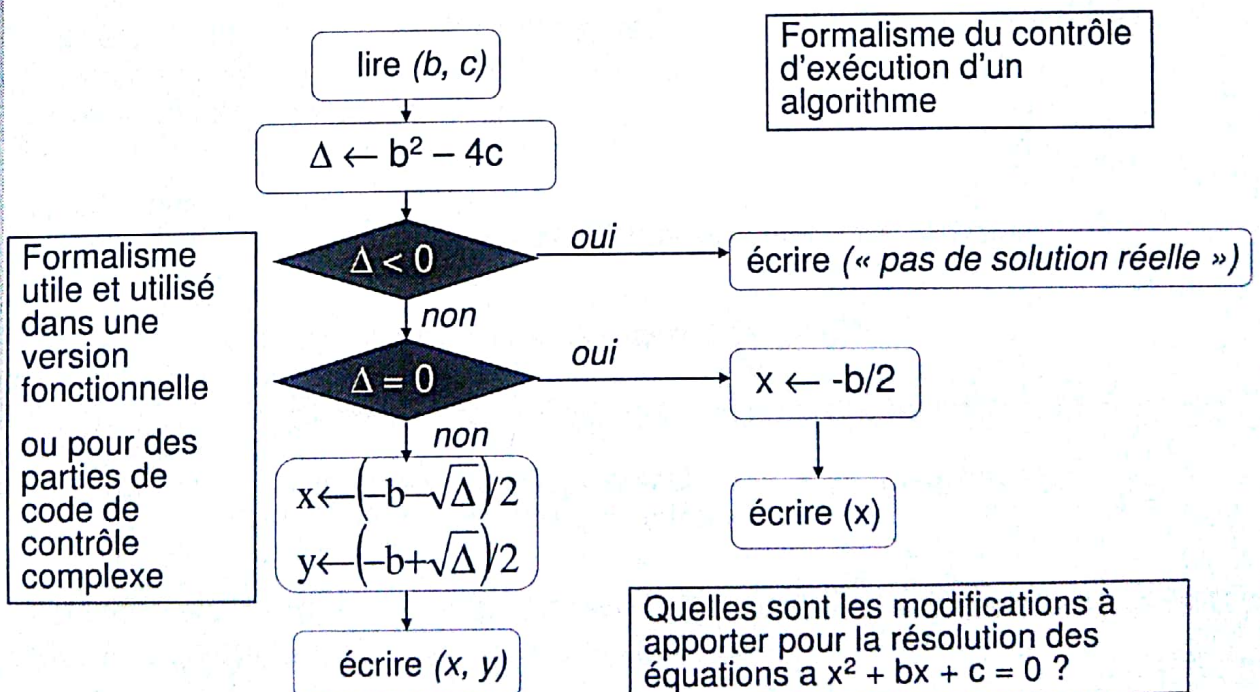 Formalisme du contrôle
d'exécution d'un
algorithme
lire (b, c)
Δ ← b² – 4c
Formalisme
utile et utilisé
dans une
version
fonctionnelle
ou pour des
parties de
code de
contrôle
complexe
Δ < 0
oui
écrire (« pas de solution réelle »)
non
Δ = 0
oui
x ← -b/2
écrire (x)
non
x←(–b–√Δ)/2
y←(–b+√Δ)/2
écrire (x, y)
Quelles sont les modifications à
apporter pour la résolution des
équations a x² + bx + c = 0 ?